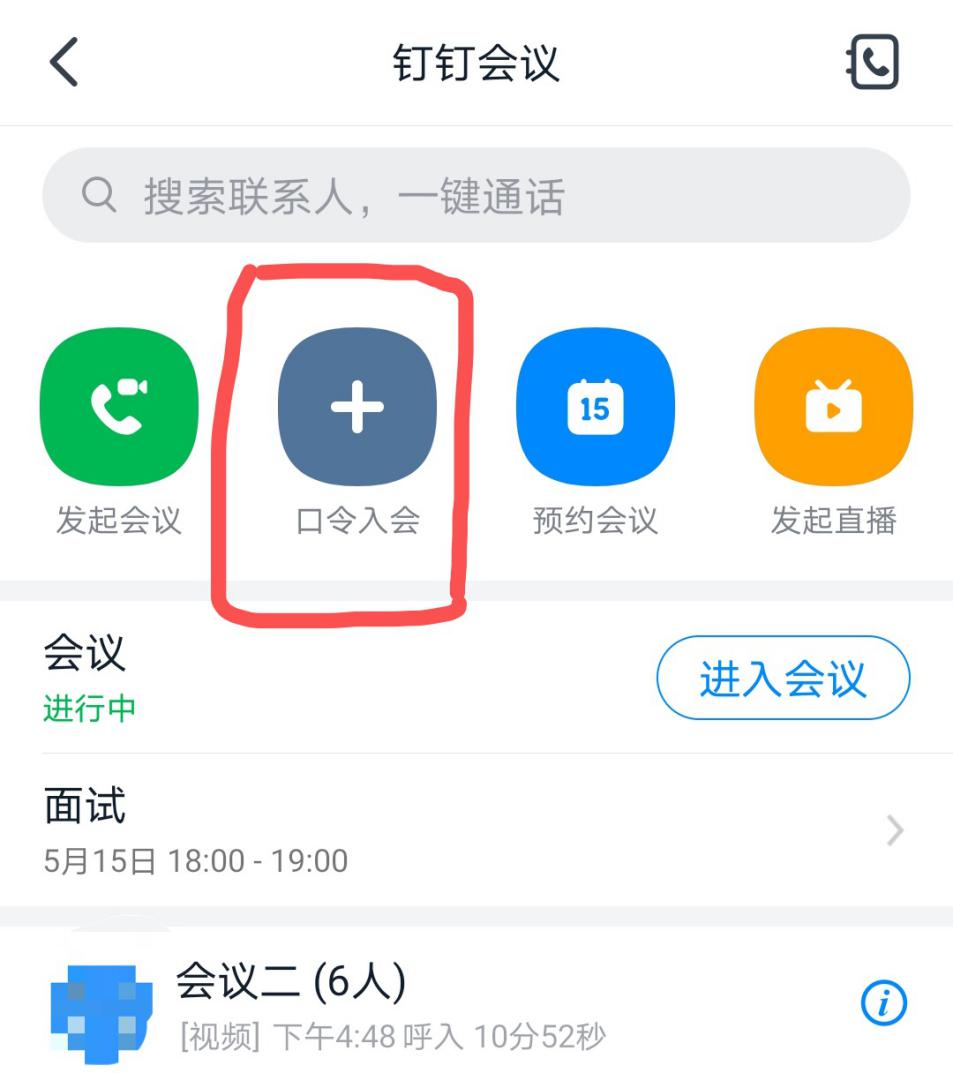 钉钉会议
搜索联系人，一键通话
15
发起会议 口令入会 预约会议 发起直播
会议
进行中
进入会议
面试
5月15日 18:00 - 19:00
会议二 (6人)
[视频] 下午4:48 呼入 10分52秒